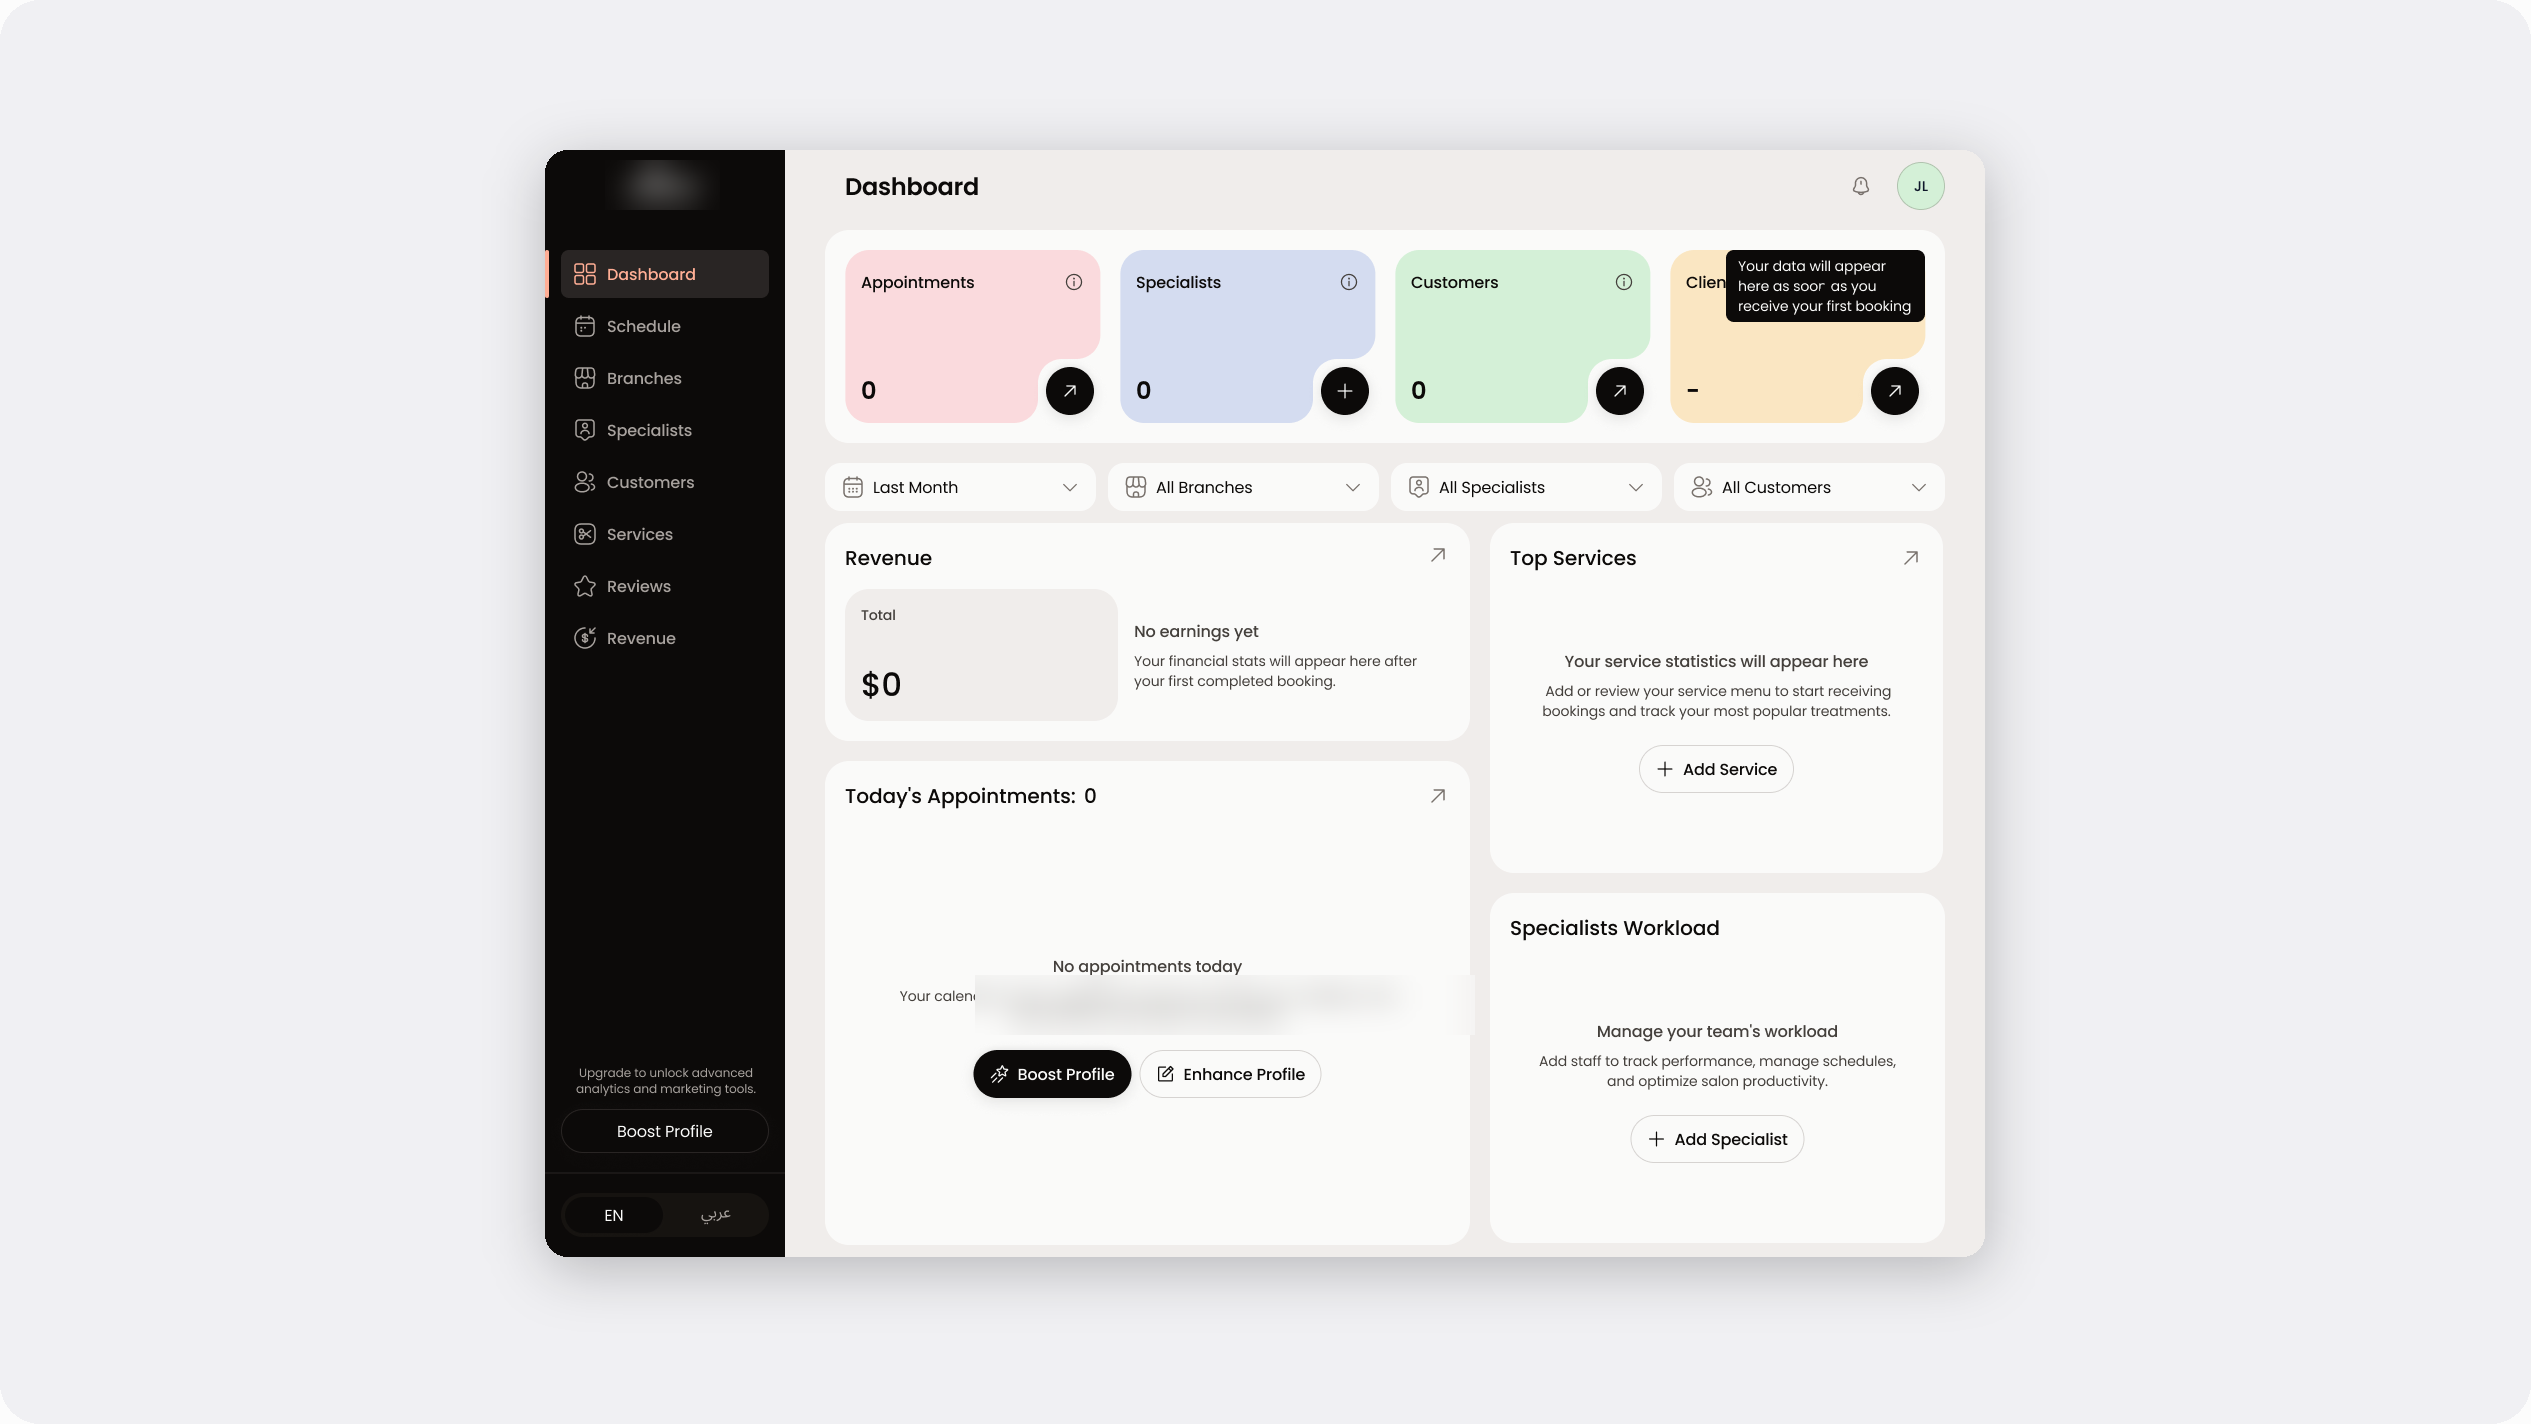 Dashboard
Schedule
Branches
Specialists
Customers
Services
Reviews
Revenue
Upgrade to unlock advanced
analytics and marketing tools.
Boost Profile
EN
عربي
Dashboard
JL
Appointments
0
Specialists
0
Customers
0
Your data will appear
here as soon as you
receive your first booking
-
Last Month
All Branches
All Specialists
All Customers
Revenue
Total
$0
No earnings yet
Your financial stats will appear here after
your first completed booking.
Top Services
Your service statistics will appear here
Add or review your service menu to start receiving
bookings and track your most popular treatments.
Add Service
Today's Appointments: 0
No appointments today
Your
Boost Profile
Enhance Profile
Specialists Workload
Manage your team's workload
Add staff to track performance, manage schedules,
and optimize salon productivity.
Add Specialist